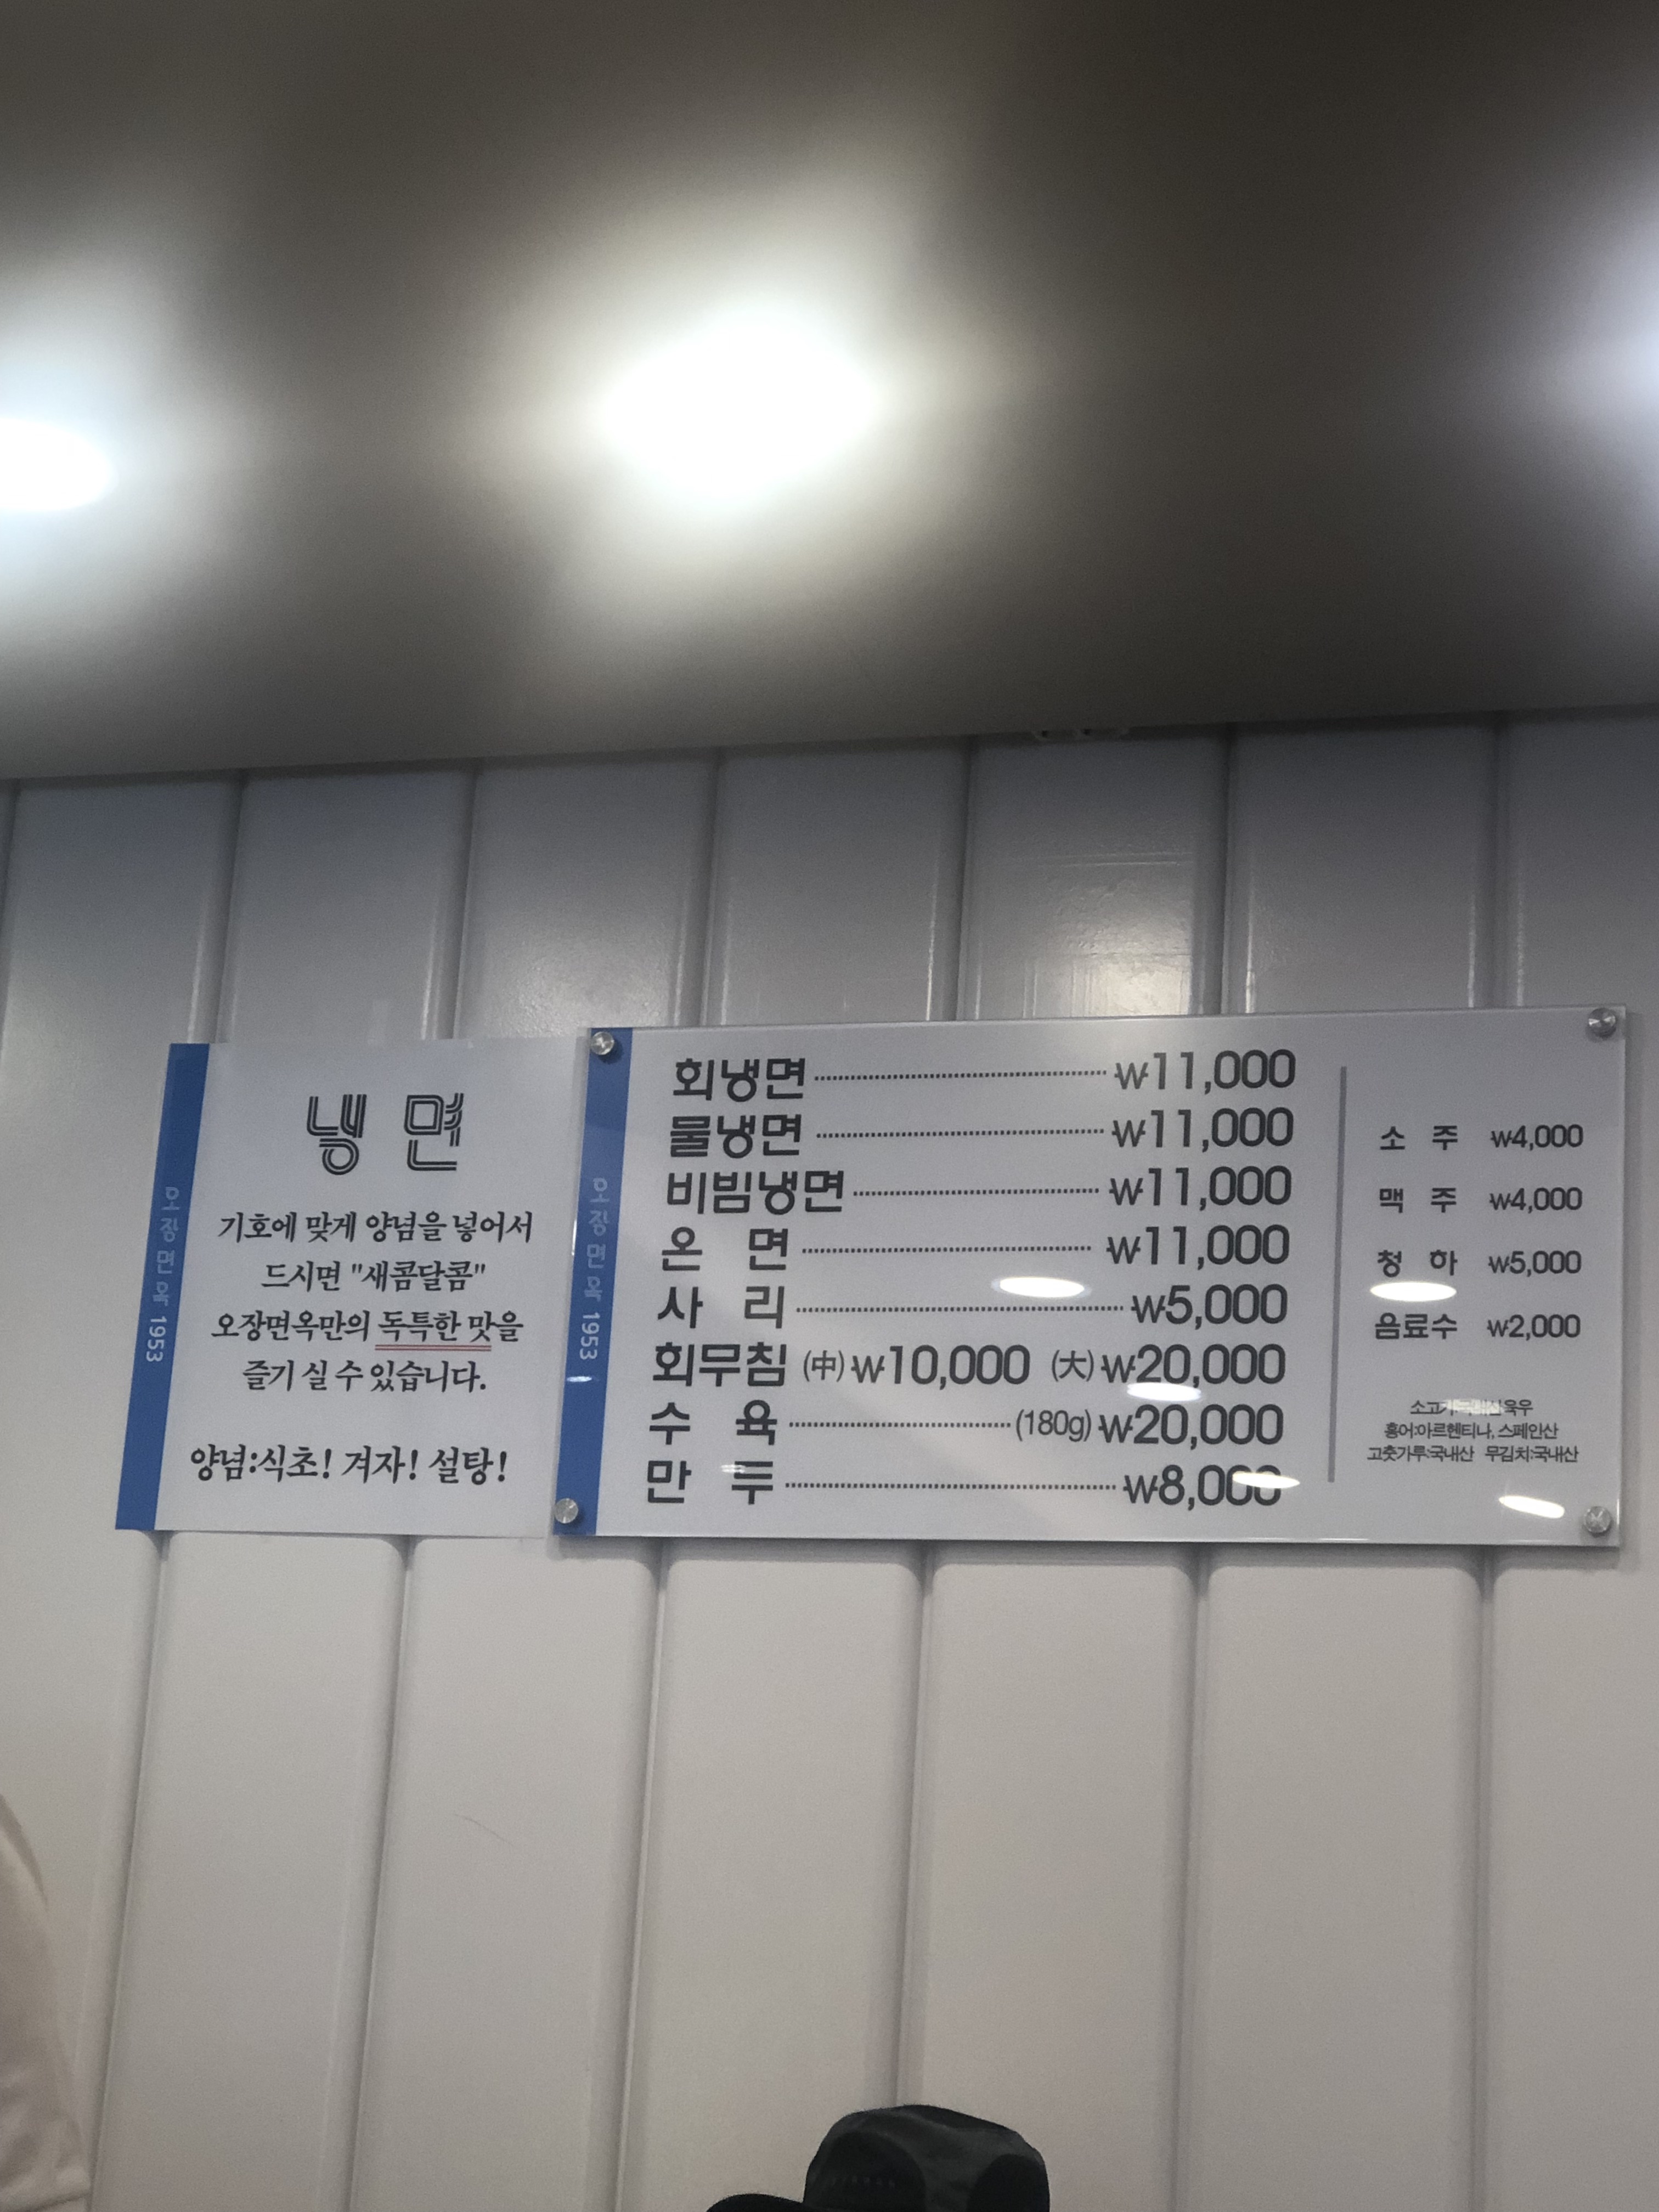 냉면
기호에 맞게 양념을 넣어서
드시면 "새콤달콤"
오장면옥만의 독특한 맛을
즐기 실 수 있습니다.
양념:식초! 겨자! 설탕!
오장면옥 1953
오장면옥 1953
회냉면 ₩11,000
물냉면 ₩11,000
비빔냉면 ₩11,000
온 면 ₩11,000
사 리 ₩5,000
회무침 (中) ₩10,000 (大) ₩20,000
수 육 (180g) ₩20,000
만 두 ₩8,000
소 주 ₩4,000
맥 주 ₩4,000
청 하 ₩5,000
음료수 ₩2,000
홍어:아르헨티나, 스페인산
고춧가루:국내산 무김치:국내산